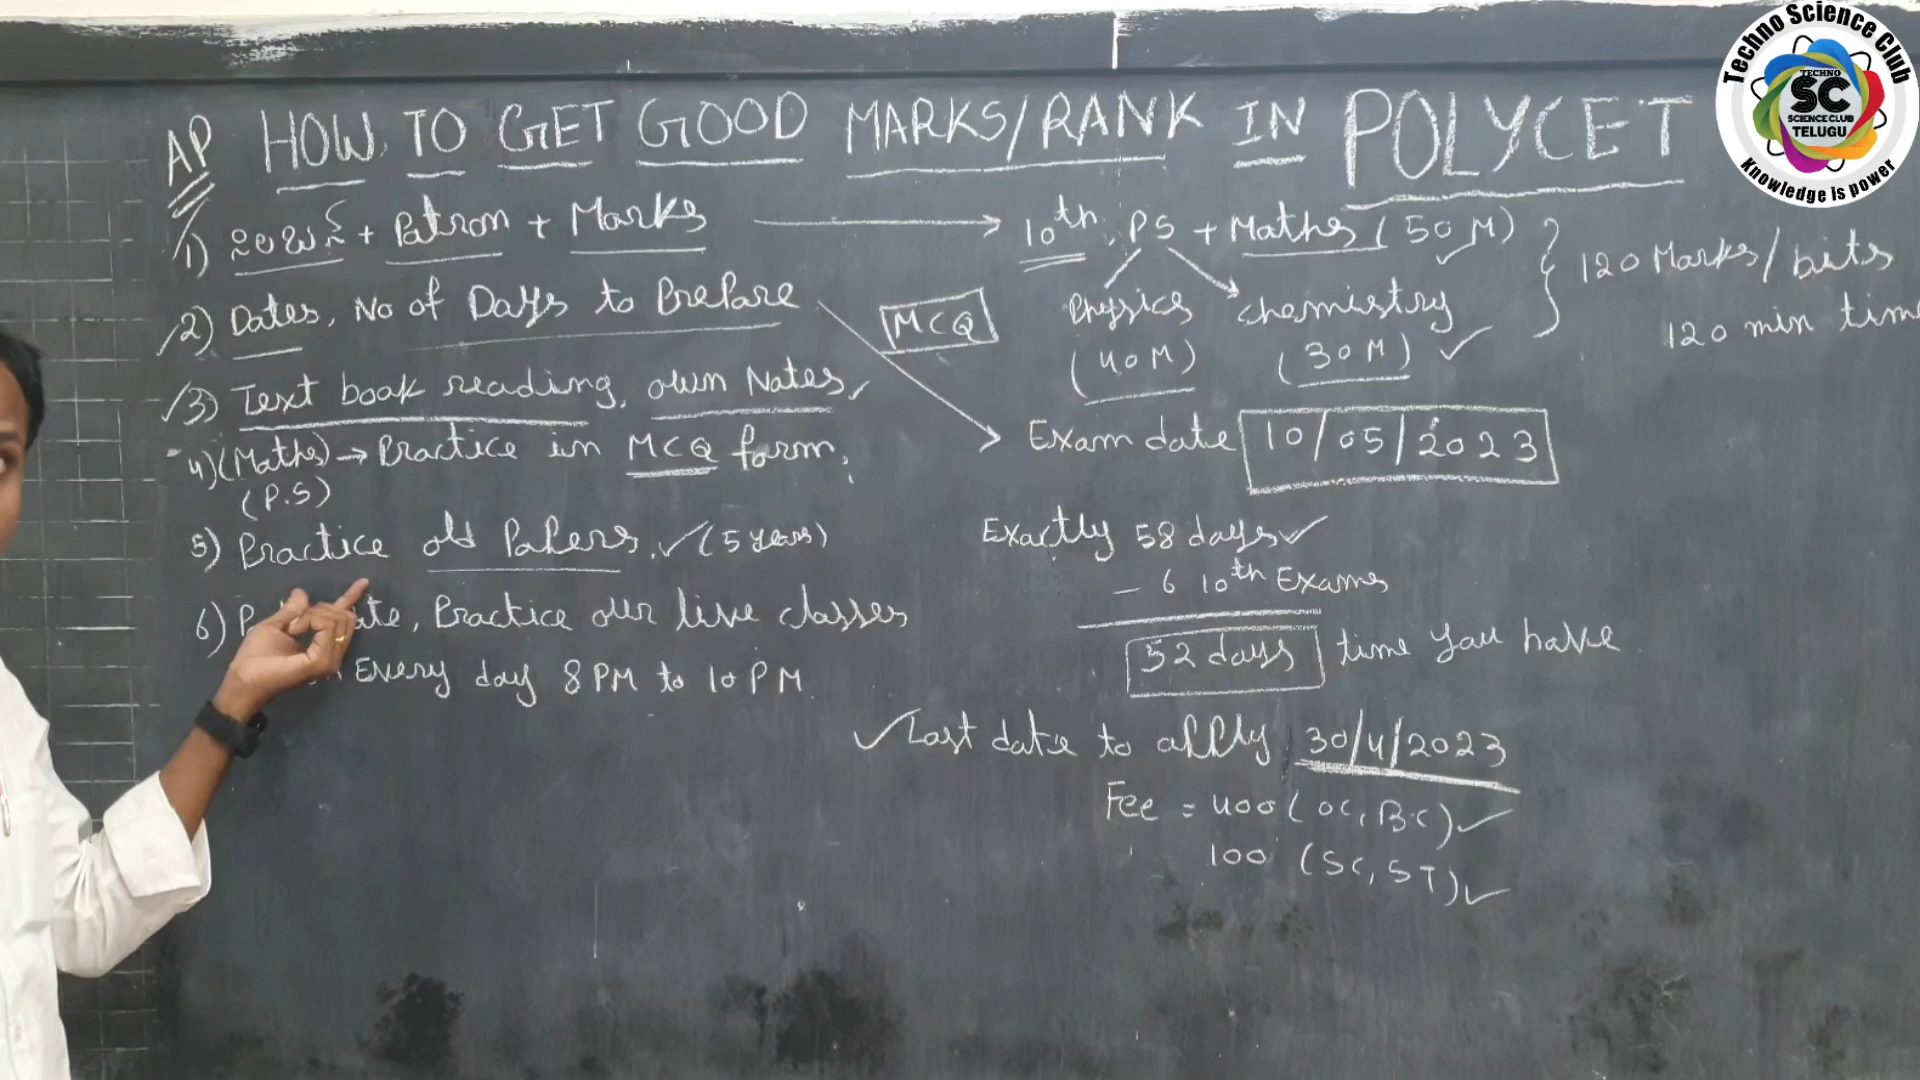 AP HOW TO GET GOOD MARKS/RANK IN POLYCET
1) సిలబస్ + Patron + Marks
10th, PS + Maths (50 M)
Physics chemistry
(40 M) (30 M)
120 Marks/bits
120 min time
2) Dates, No of Days to Prepare
MCQ
3) Text book reading, own Notes,
4) (Maths) → Practice in MCQ form,
(P.S)
5) Practice old Papers. (5 years)
6) Practice our live classes
Every day 8 PM to 10 PM.
Exam date 10/05/2023
Exactly 58 days
- 6 10th Exams
52 days time you have
Last date to apply 30/4/2023
Fee = 400 (OC, B.C)
100 (SC, ST)
Techno Science Club
TECHNO
SC
SCIENCE CLUB
TELUGU
Knowledge is power